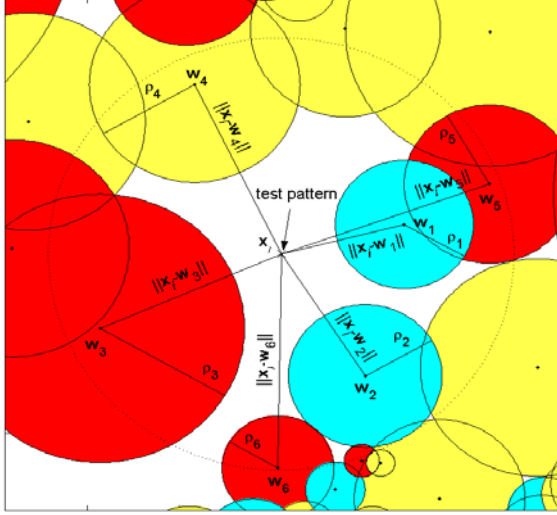 w4
ρ4
||xi-w4||
ρ5
||xi-w5||
w5
test pattern
w1
xi
||xi-w1||
ρ1
||xi-w3||
||xi-w6||
||xi-w2||
w3
ρ2
ρ3
w2
ρ6
w6